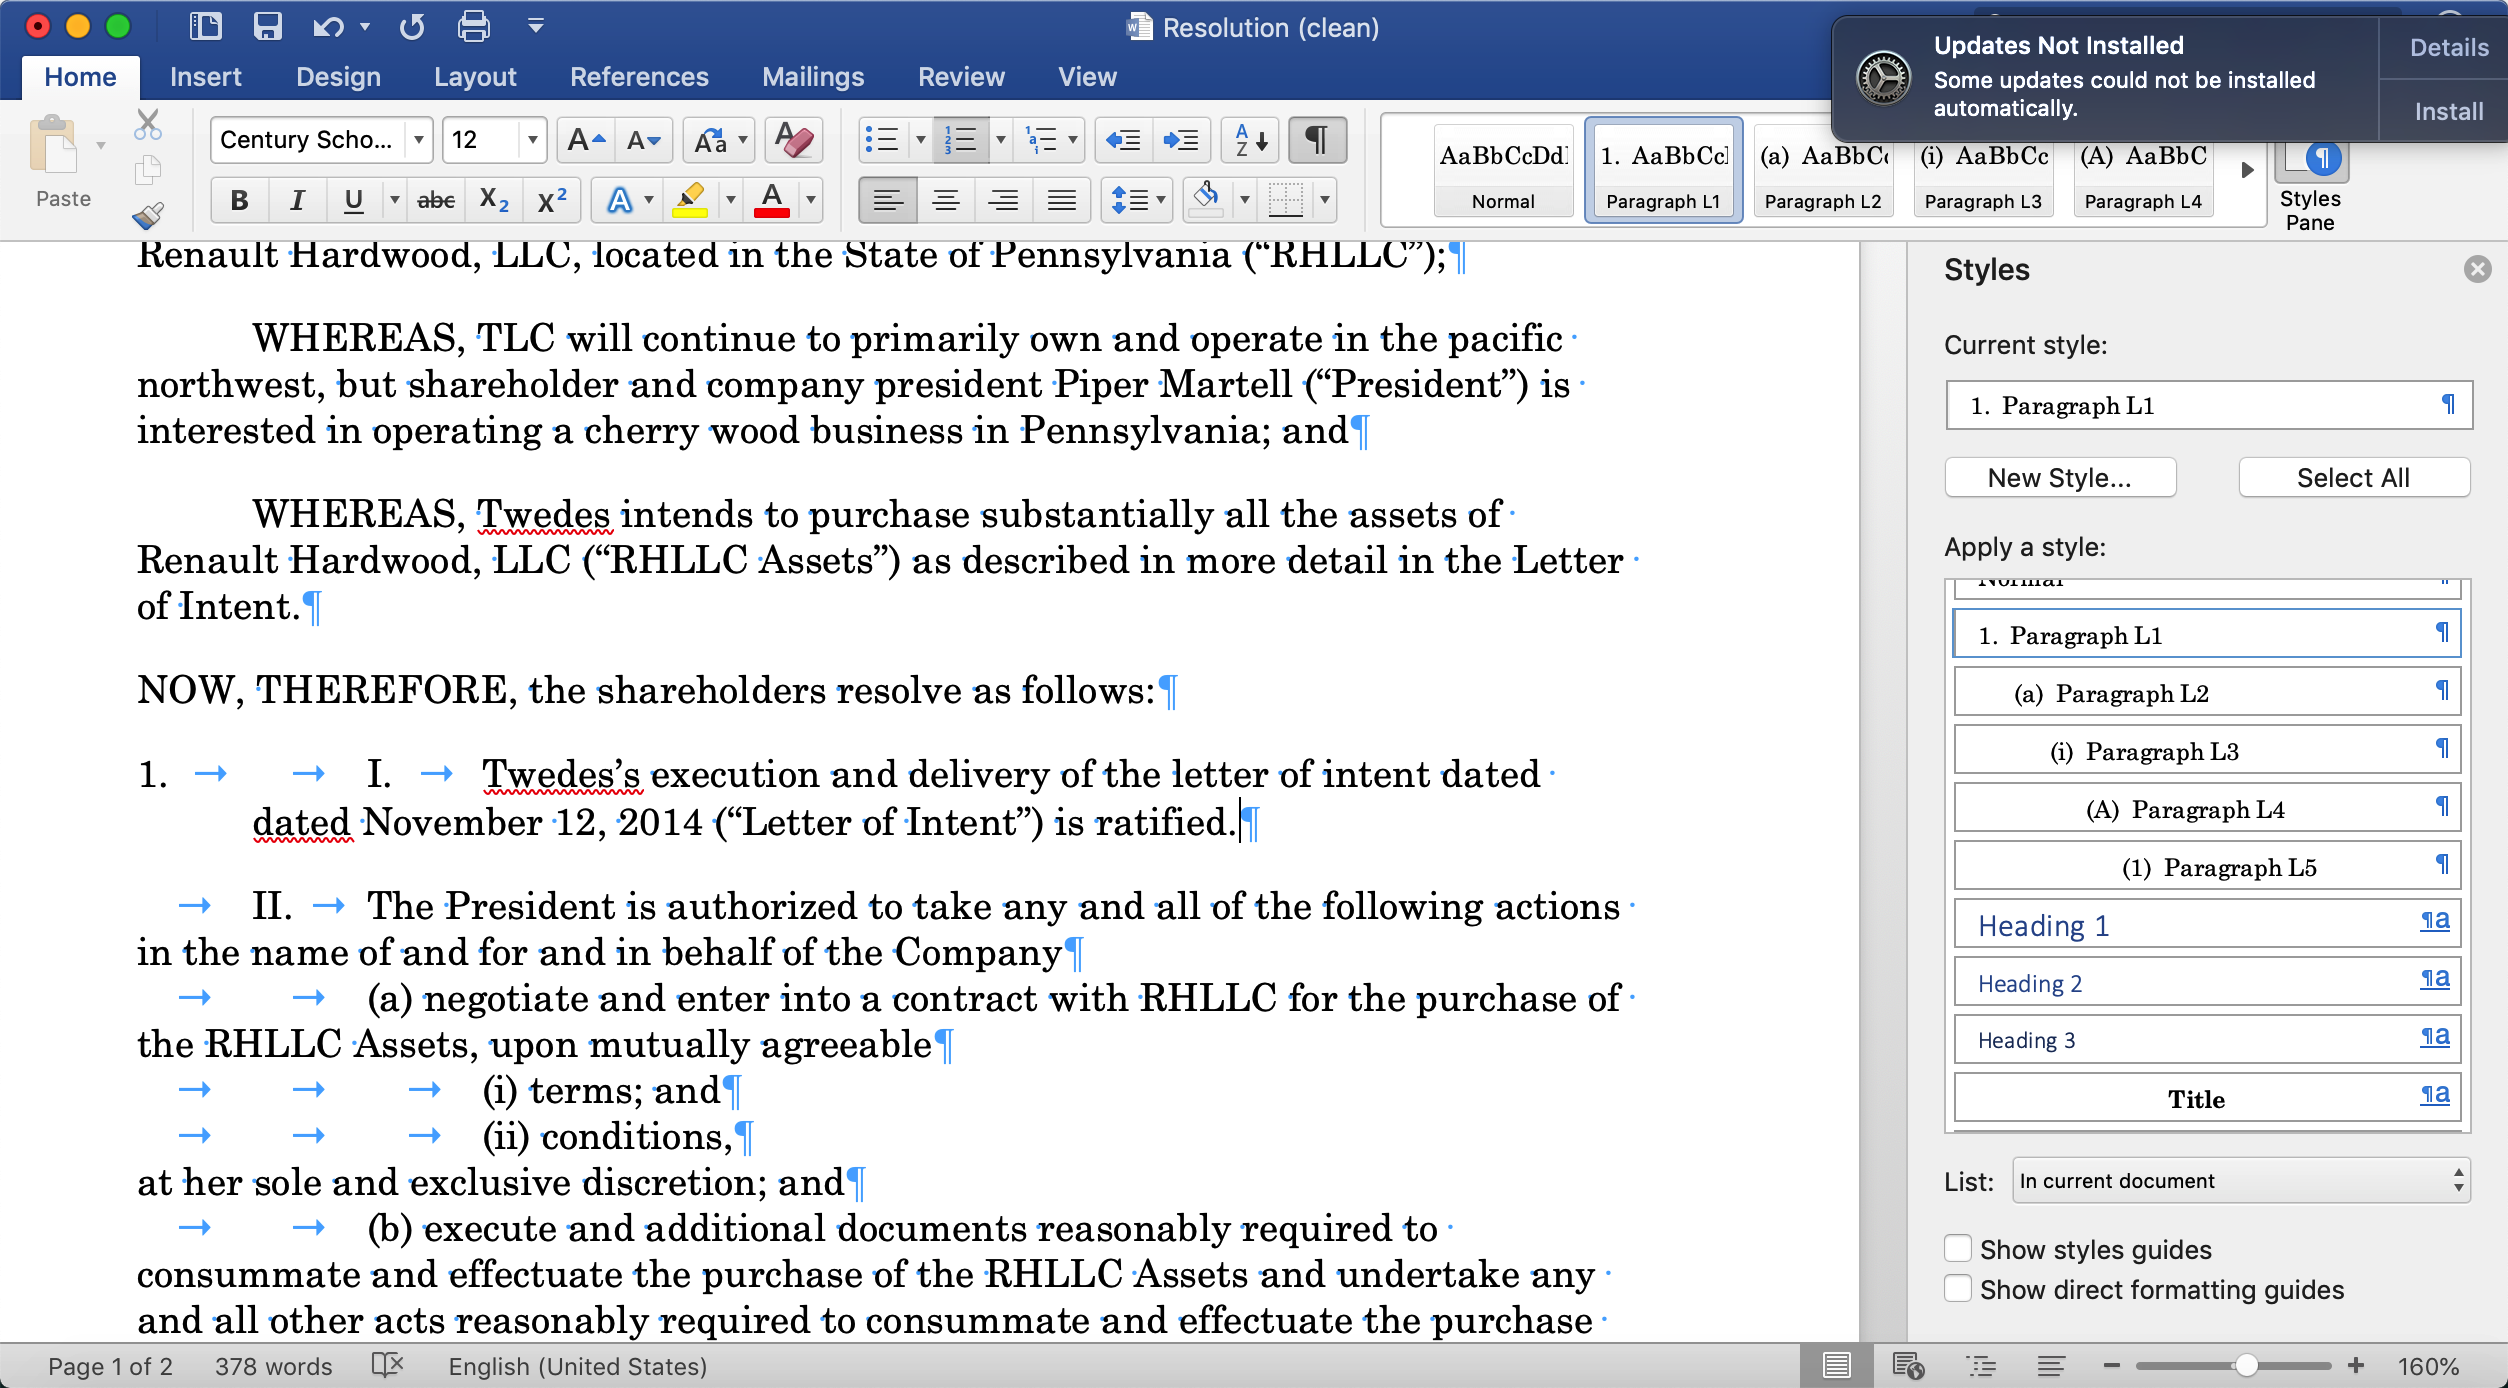 Resolution (clean)
Updates Not Installed
Some updates could not be installed
automatically.
Details
Install
Home Insert Design Layout References Mailings Review View
Paste
Century Scho... 12
AaBbCcDdl Normal
1. AaBbCcl Paragraph L1
(a) AaBbCc Paragraph L2
(i) AaBbCc Paragraph L3
(A) AaBbC Paragraph L4
Styles
Pane
Renault Hardwood, LLC, located in the State of Pennsylvania (“RHLLC”);¶
WHEREAS, TLC will continue to primarily own and operate in the pacific
northwest, but shareholder and company president Piper Martell (“President”) is
interested in operating a cherry wood business in Pennsylvania; and¶
WHEREAS, Twedes intends to purchase substantially all the assets of
Renault Hardwood, LLC (“RHLLC Assets”) as described in more detail in the Letter
of Intent.¶
NOW, THEREFORE, the shareholders resolve as follows:¶
1. → → I. → Twedes’s execution and delivery of the letter of intent dated
dated November 12, 2014 (“Letter of Intent”) is ratified.¶
→ II. → The President is authorized to take any and all of the following actions
in the name of and for and in behalf of the Company¶
→ → (a) negotiate and enter into a contract with RHLLC for the purchase of
the RHLLC Assets, upon mutually agreeable¶
→ → → (i) terms; and¶
→ → → (ii) conditions,¶
at her sole and exclusive discretion; and¶
→ → (b) execute and additional documents reasonably required to
consummate and effectuate the purchase of the RHLLC Assets and undertake any
and all other acts reasonably required to consummate and effectuate the purchase
Styles
Current style:
1. Paragraph L1 ¶
New Style... Select All
Apply a style:
Normal ¶
1. Paragraph L1 ¶
(a) Paragraph L2 ¶
(i) Paragraph L3 ¶
(A) Paragraph L4 ¶
(1) Paragraph L5 ¶
Heading 1 ¶a
Heading 2 ¶a
Heading 3 ¶a
Title ¶a
List: In current document
Show styles guides
Show direct formatting guides
Page 1 of 2 378 words English (United States) 160%